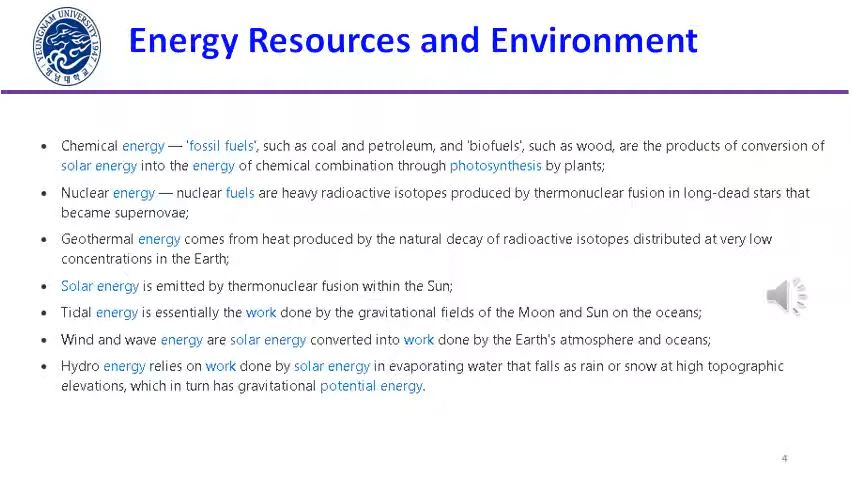 YEUNGNAM UNIVERSITY 1947
영남대학교
Energy Resources and Environment
• Chemical energy — 'fossil fuels', such as coal and petroleum, and 'biofuels', such as wood, are the products of conversion of
solar energy into the energy of chemical combination through photosynthesis by plants;
• Nuclear energy — nuclear fuels are heavy radioactive isotopes produced by thermonuclear fusion in long-dead stars that
became supernovae;
• Geothermal energy comes from heat produced by the natural decay of radioactive isotopes distributed at very low
concentrations in the Earth;
• Solar energy is emitted by thermonuclear fusion within the Sun;
• Tidal energy is essentially the work done by the gravitational fields of the Moon and Sun on the oceans;
• Wind and wave energy are solar energy converted into work done by the Earth's atmosphere and oceans;
• Hydro energy relies on work done by solar energy in evaporating water that falls as rain or snow at high topographic
elevations, which in turn has gravitational potential energy.
4